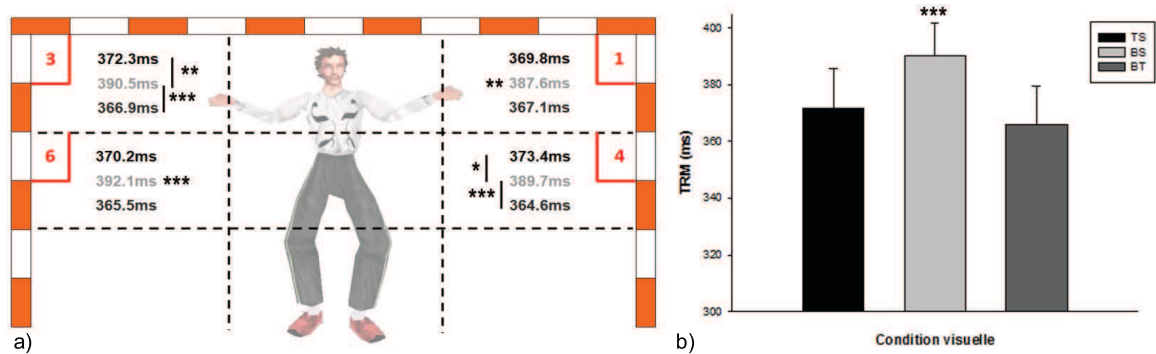 3
372.3ms
390.5ms **
366.9ms ***
369.8ms
** 387.6ms
367.1ms
1
6
370.2ms
392.1ms ***
365.5ms
373.4ms
* 389.7ms
*** 364.6ms
4
a)
***
TS
BS
BT
400
380
360
340
320
300
TRM (ms)
Condition visuelle
b)